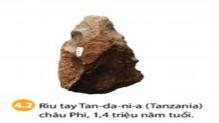 4.2 Rìu tay Tan-da-ni-a (Tanzania)
châu Phi, 1,4 triệu năm tuổi.